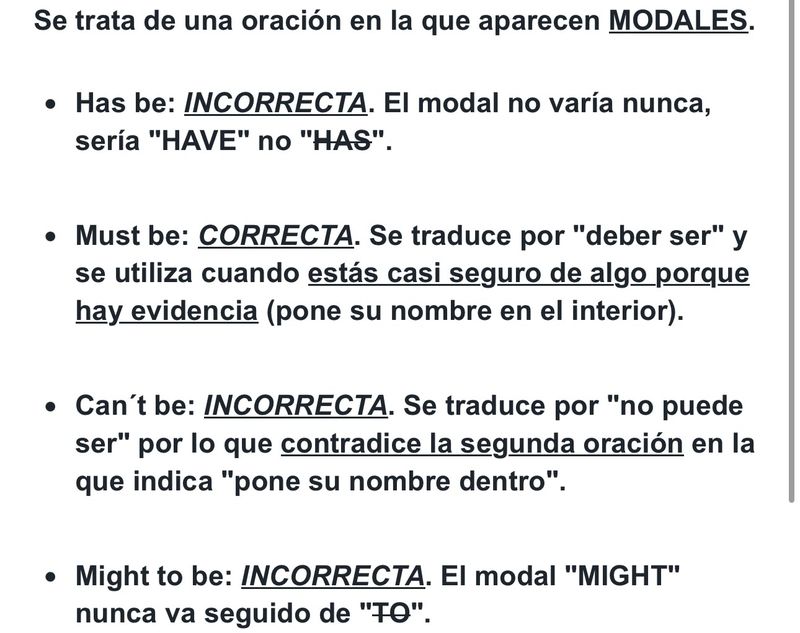 Se trata de una oración en la que aparecen MODALES.
• Has be: INCORRECTA. El modal no varía nunca,
sería "HAVE" no "HAS".
• Must be: CORRECTA. Se traduce por "deber ser" y
se utiliza cuando estás casi seguro de algo porque
hay evidencia (pone su nombre en el interior).
• Can´t be: INCORRECTA. Se traduce por "no puede
ser" por lo que contradice la segunda oración en la
que indica "pone su nombre dentro".
• Might to be: INCORRECTA. El modal "MIGHT"
nunca va seguido de "TO".